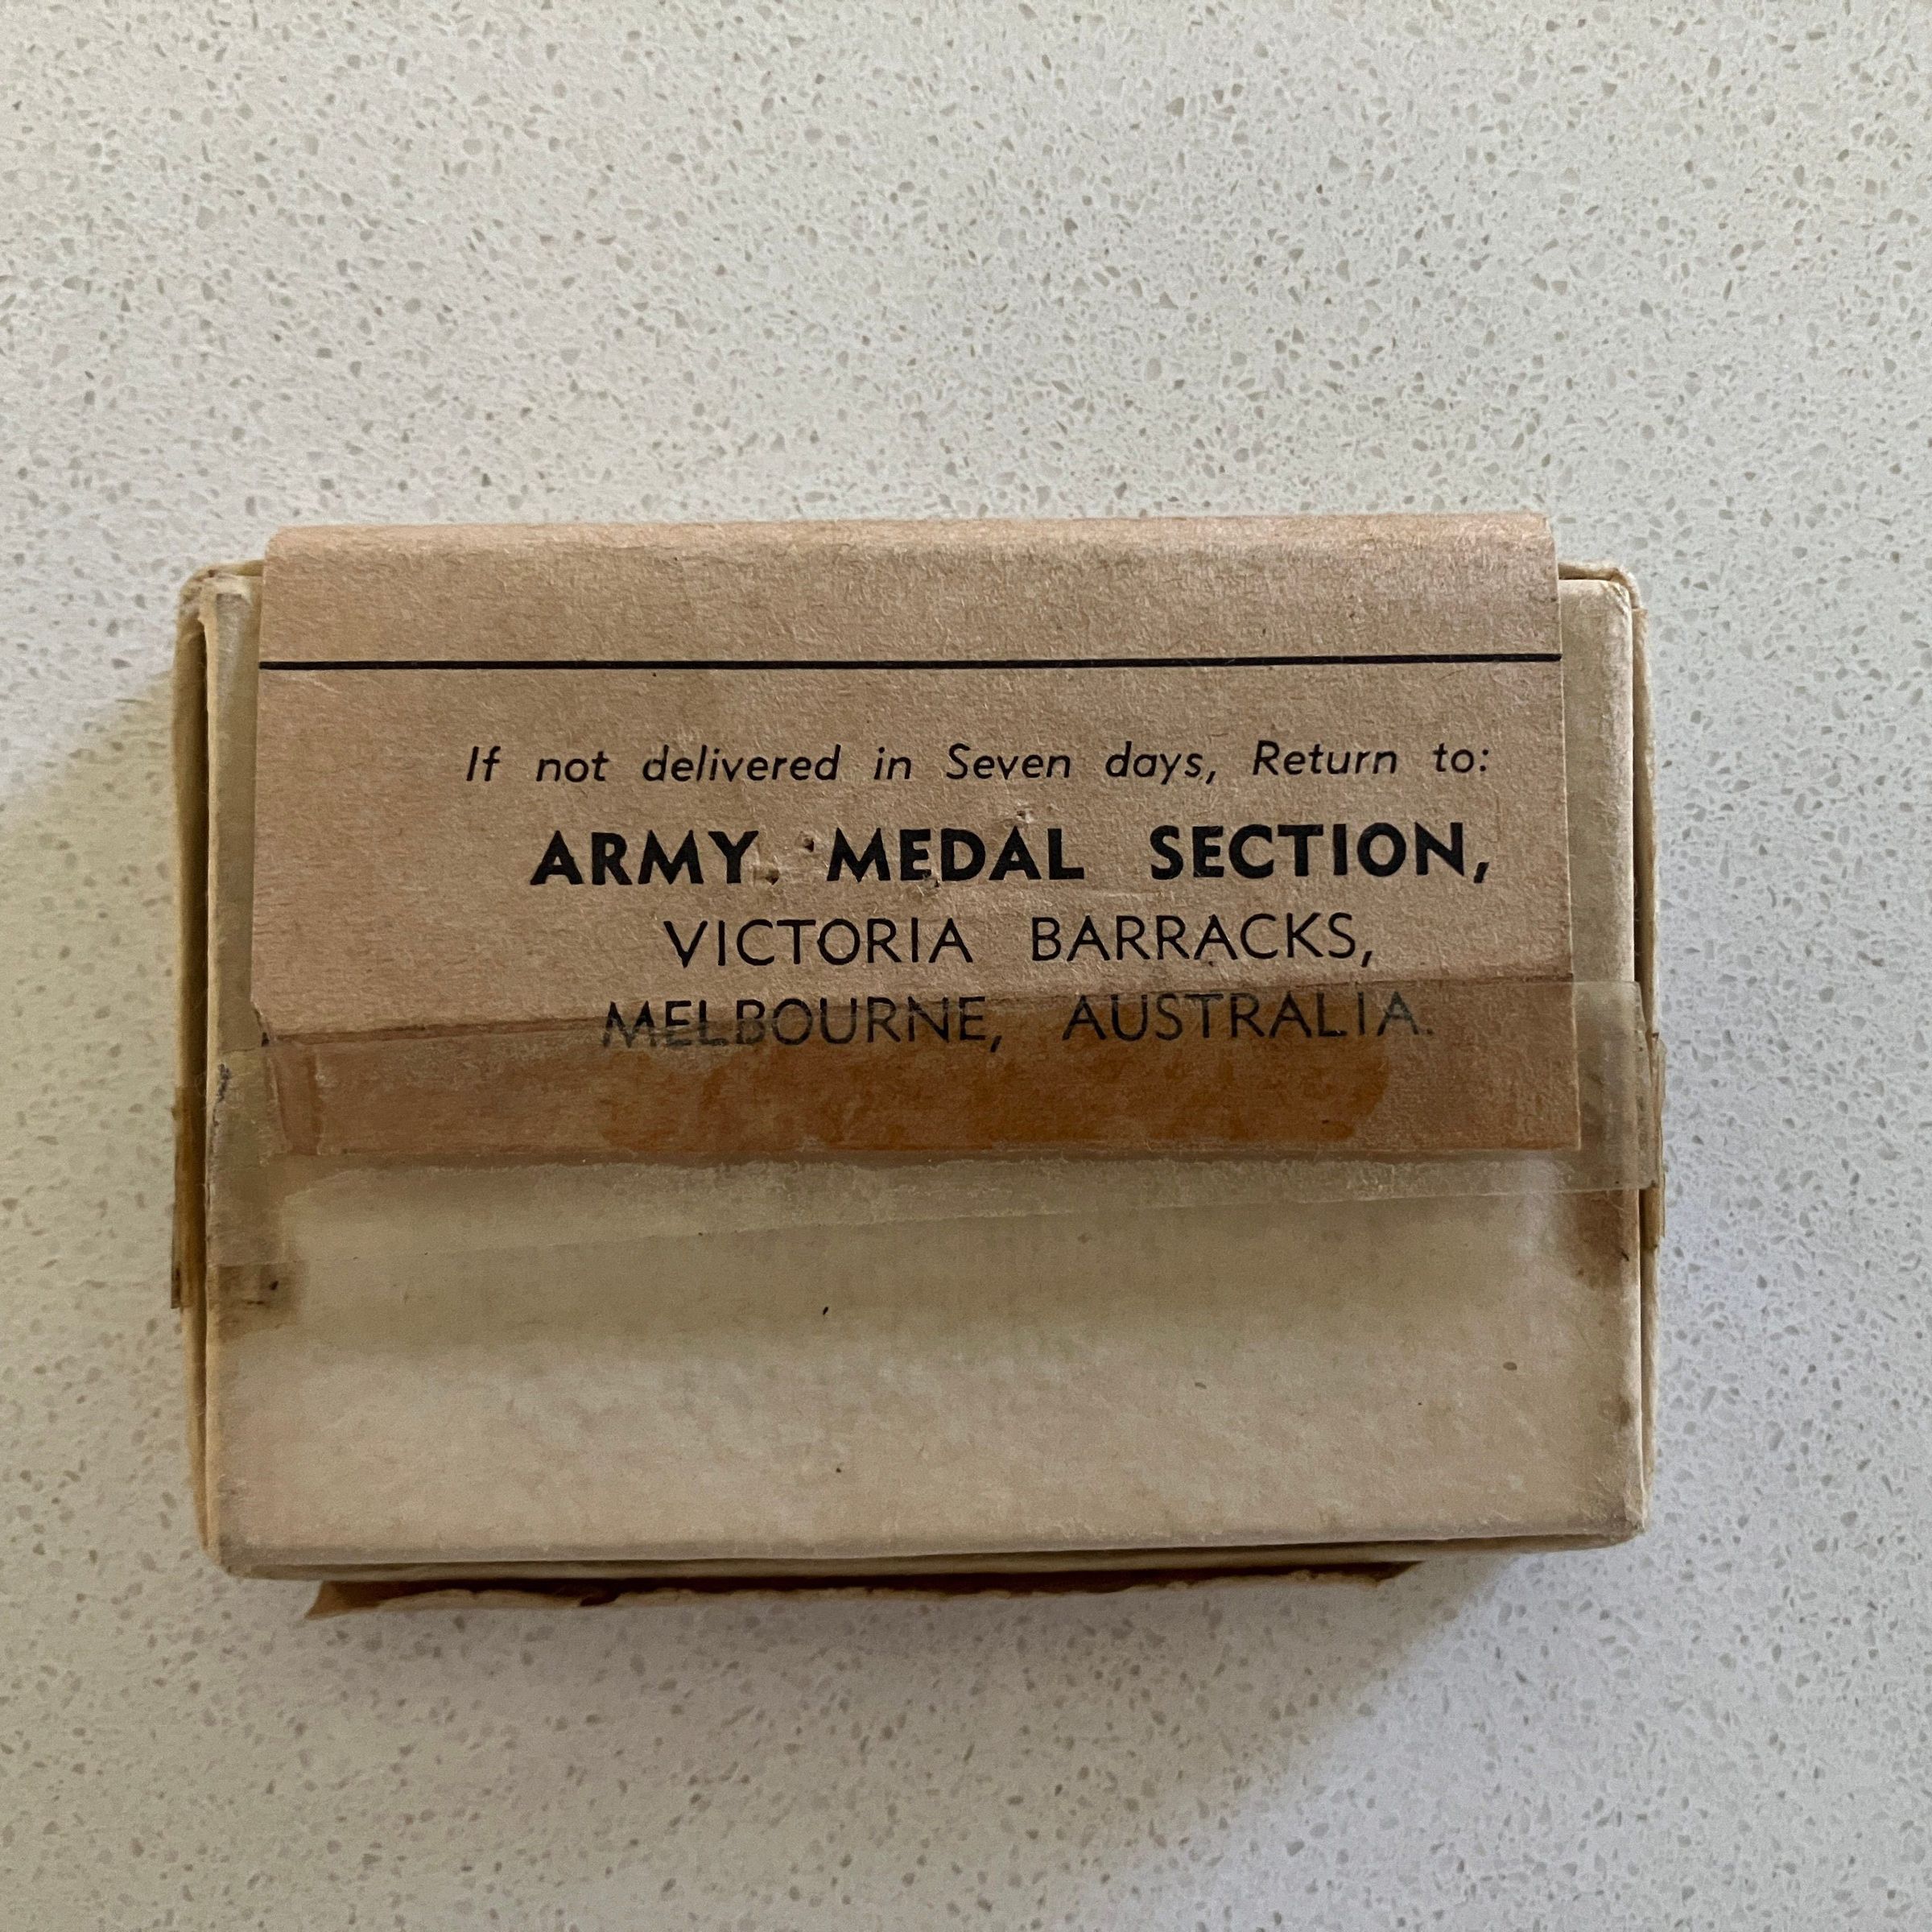 If not delivered in Seven days, Return to:
ARMY MEDAL SECTION,
VICTORIA BARRACKS,
MELBOURNE, AUSTRALIA.